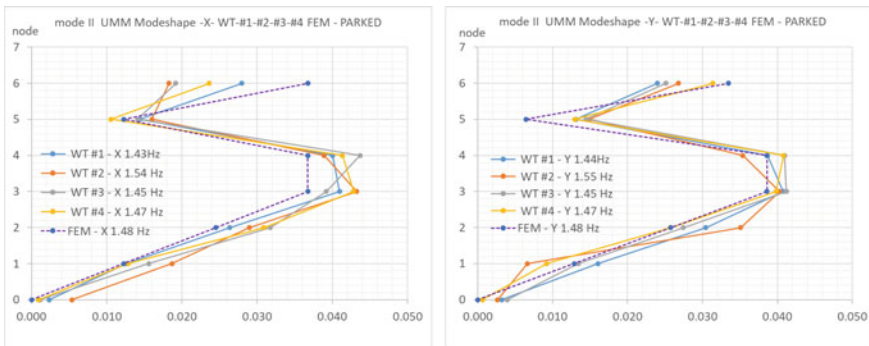 mode II UMM Modeshape -X- WT-#1-#2-#3-#4 FEM - PARKED
node
7
6
5
4
3
2
1
0
WT #1 - X 1.43Hz
WT #2 - X 1.54 Hz
WT #3 - X 1.45 Hz
WT #4 - X 1.47 Hz
FEM - X 1.48 Hz
0.000 0.010 0.020 0.030 0.040 0.050
mode II UMM Modeshape -Y- WT-#1-#2-#3-#4 FEM - PARKED
node
7
6
5
4
3
2
1
0
WT #1 - Y 1.44Hz
WT #2 - Y 1.55 Hz
WT #3 - Y 1.45 Hz
WT #4 - Y 1.47 Hz
FEM - Y 1.48 Hz
0.000 0.010 0.020 0.030 0.040 0.050